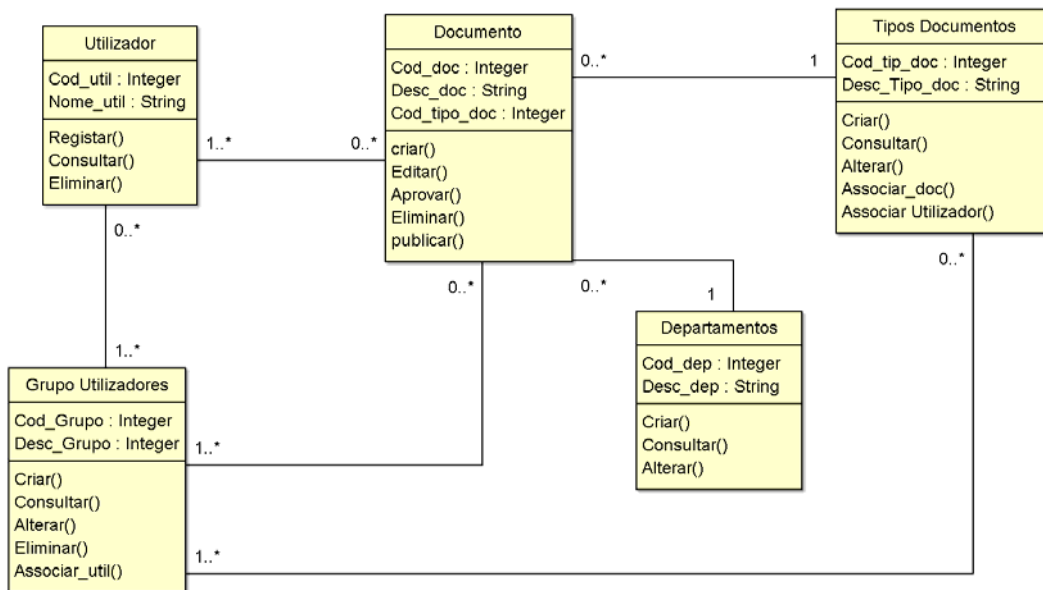 Utilizador
Cod_util : Integer
Nome_util : String
Registar()
Consultar()
Eliminar()
1..*
0..*
Documento
Cod_doc : Integer
Desc_doc : String
Cod_tipo_doc : Integer
criar()
Editar()
Aprovar()
Eliminar()
publicar()
0..*
1
Tipos Documentos
Cod_tip_doc : Integer
Desc_Tipo_doc : String
Criar()
Consultar()
Alterar()
Associar_doc()
Associar Utilizador()
0..*
1..*
0..*
0..*
1
0..*
Departamentos
Cod_dep : Integer
Desc_dep : String
Criar()
Consultar()
Alterar()
Grupo Utilizadores
Cod_Grupo : Integer
Desc_Grupo : Integer
Criar()
Consultar()
Alterar()
Eliminar()
Associar_util()
1..*
1..*